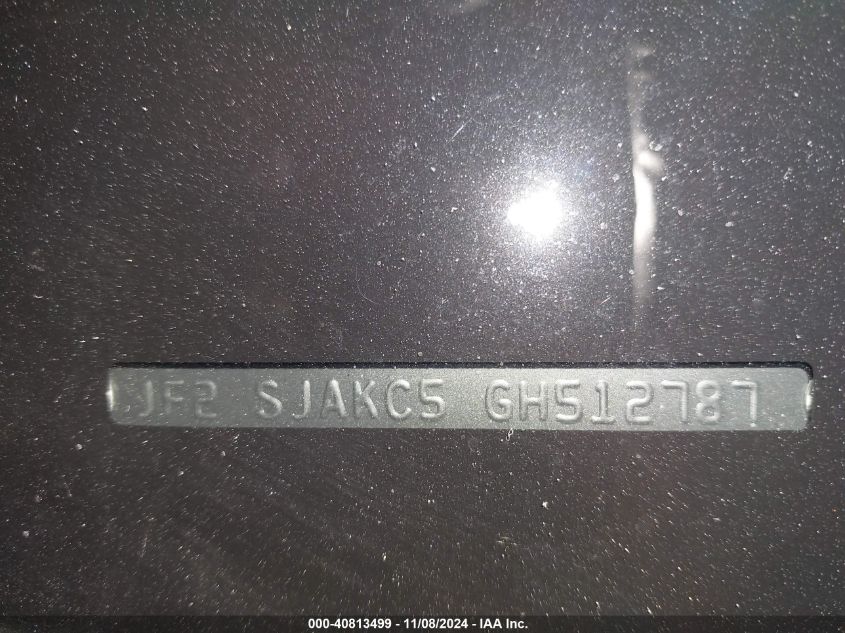 JF2 SJAKC5 GH512787
000-40813499 - 11/08/2024 - IAA Inc.